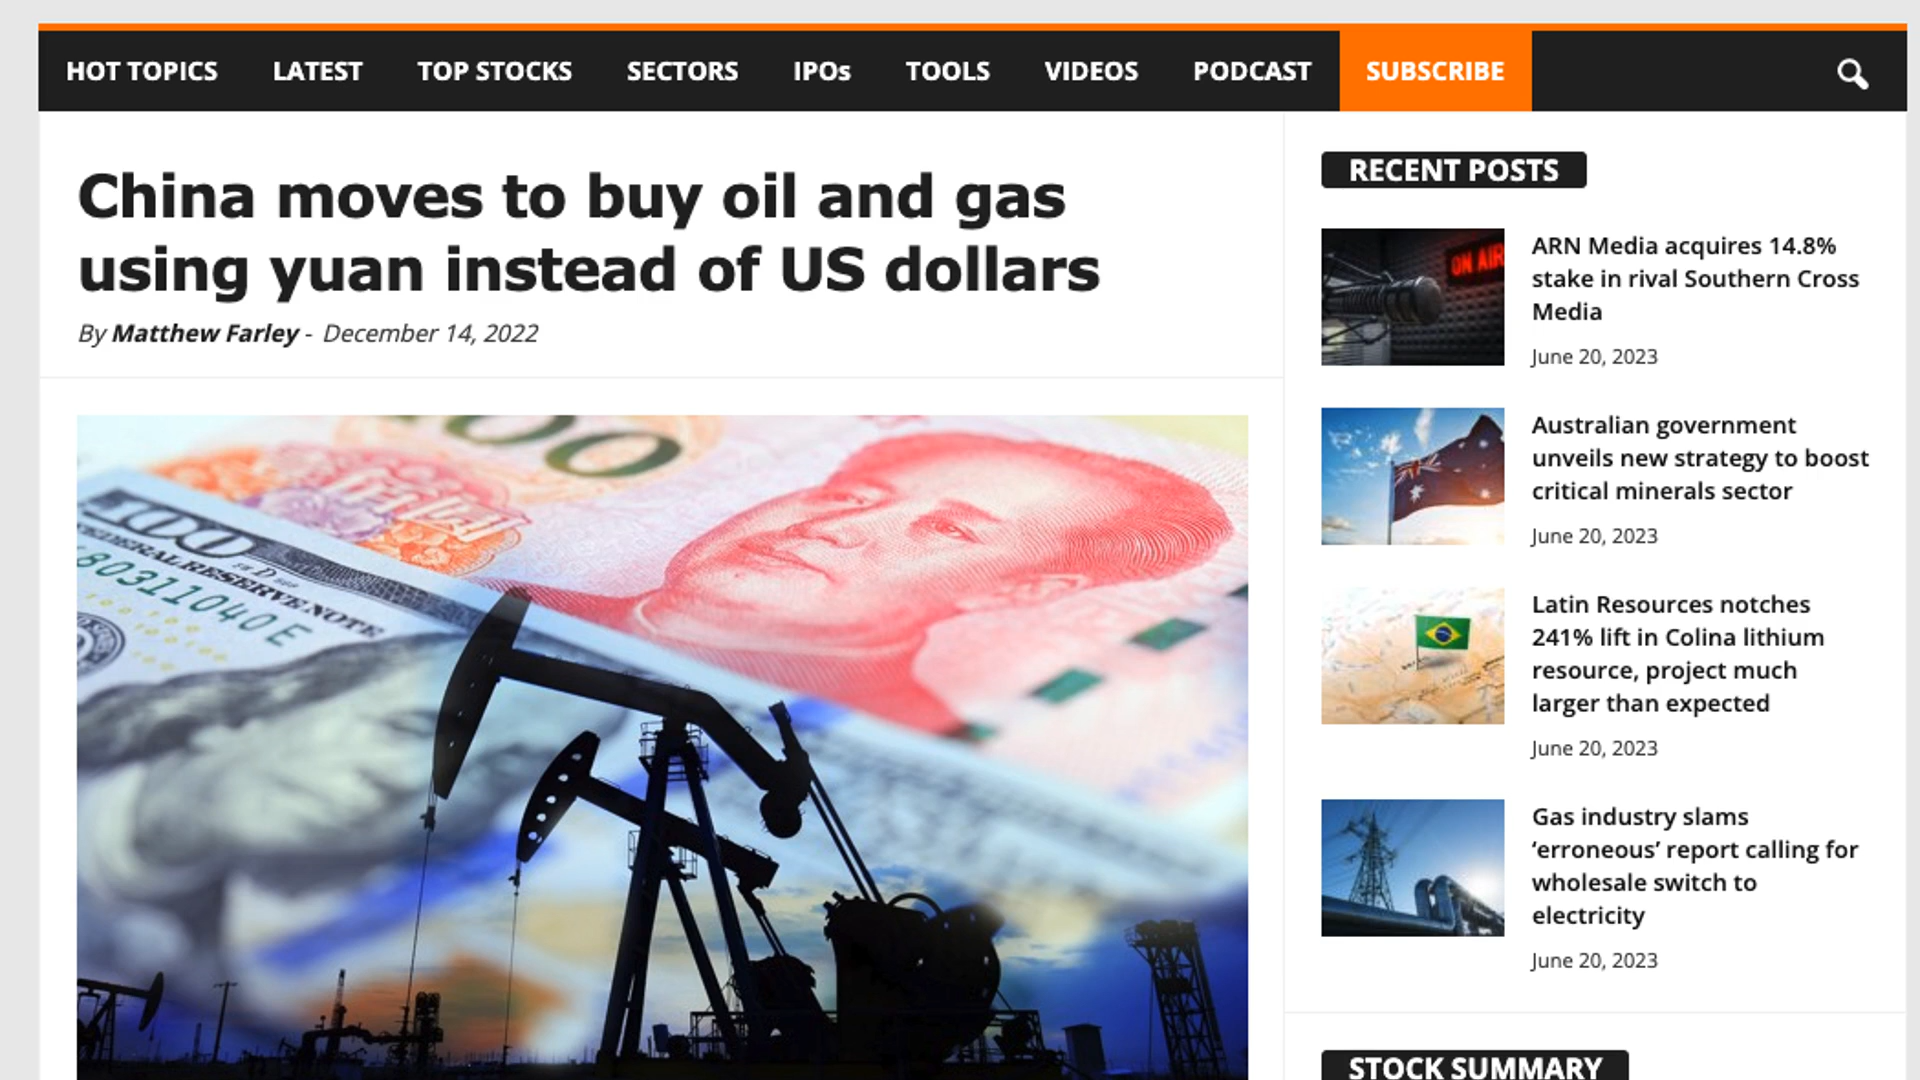 HOT TOPICS LATEST TOP STOCKS SECTORS IPOs TOOLS VIDEOS PODCAST SUBSCRIBE
China moves to buy oil and gas
using yuan instead of US dollars
By Matthew Farley - December 14, 2022
100
FEDERAL RESERVE NOTE
RECENT POSTS
ON AIR
ARN Media acquires 14.8%
stake in rival Southern Cross
Media
June 20, 2023
Australian government
unveils new strategy to boost
critical minerals sector
June 20, 2023
Latin Resources notches
241% lift in Colina lithium
resource, project much
larger than expected
June 20, 2023
Gas industry slams
‘erroneous’ report calling for
wholesale switch to
electricity
June 20, 2023
STOCK SUMMARY